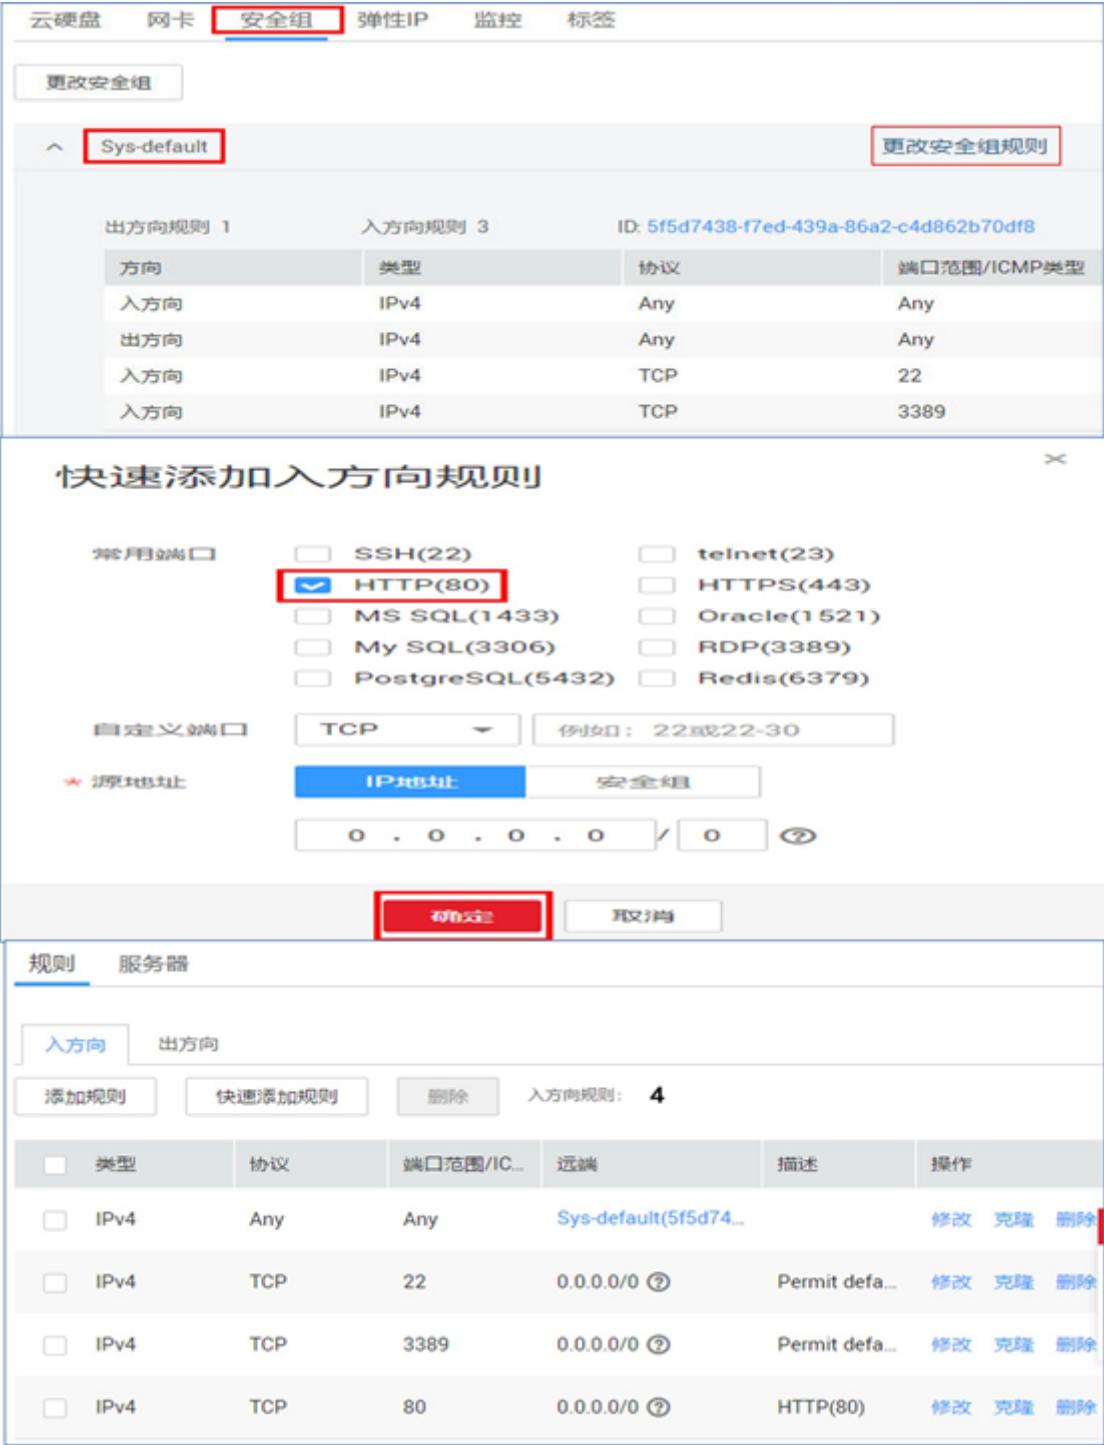 云硬盘 网卡 安全组 弹性IP 监控 标签
更改安全组
Sys-default 更改安全组规则
出方向规则 1 入方向规则 3 ID: 5f5d7438-f7ed-439a-86a2-c4d862b70df8
方向 类型 协议 端口范围/ICMP类型
入方向 IPv4 Any Any
出方向 IPv4 Any Any
入方向 IPv4 TCP 22
入方向 IPv4 TCP 3389
快速添加入方向规则
常用端口 SSH(22) telnet(23)
HTTP(80) HTTPS(443)
MS SQL(1433) Oracle(1521)
My SQL(3306) RDP(3389)
PostgreSQL(5432) Redis(6379)
自定义端口 TCP 例如：22或22-30
* 源地址 IP地址 安全组
0 . 0 . 0 . 0 / 0
确定 取消
规则 服务器
入方向 出方向
添加规则 快速添加规则 删除 入方向规则: 4
类型 协议 端口范围/IC... 远端 描述 操作
IPv4 Any Any Sys-default(5f5d74... 修改 克隆 删除
IPv4 TCP 22 0.0.0.0/0 Permit defa... 修改 克隆 删除
IPv4 TCP 3389 0.0.0.0/0 Permit defa... 修改 克隆 删除
IPv4 TCP 80 0.0.0.0/0 HTTP(80) 修改 克隆 删除